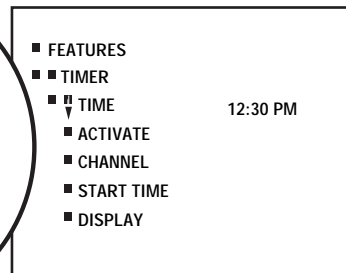 FEATURES
TIMER
TIME 12:30 PM
ACTIVATE
CHANNEL
START TIME
DISPLAY